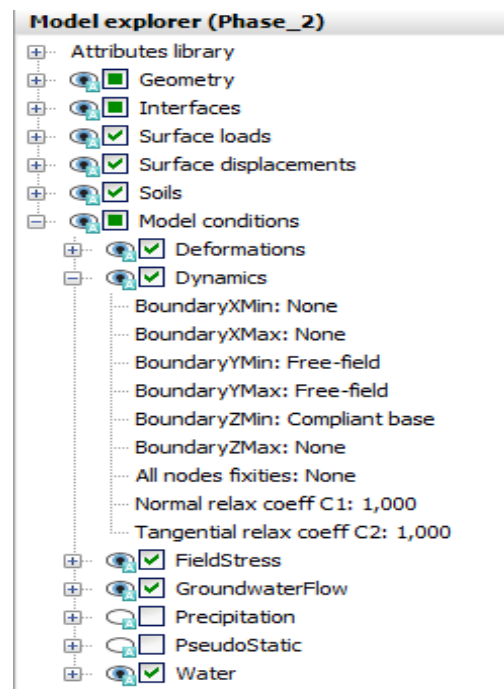 Model explorer (Phase_2)
Attributes library
Geometry
Interfaces
Surface loads
Surface displacements
Soils
Model conditions
Deformations
Dynamics
BoundaryXMin: None
BoundaryXMax: None
BoundaryYMin: Free-field
BoundaryYMax: Free-field
BoundaryZMin: Compliant base
BoundaryZMax: None
All nodes fixities: None
Normal relax coeff C1: 1,000
Tangential relax coeff C2: 1,000
FieldStress
GroundwaterFlow
Precipitation
PseudoStatic
Water